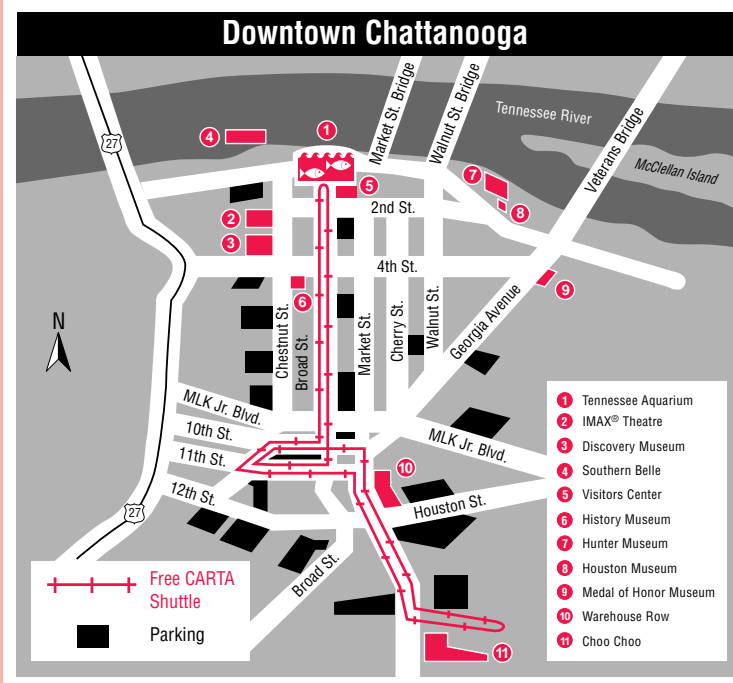 Downtown Chattanooga
27
4
1
Market St. Bridge
Walnut St. Bridge
Tennessee River
Veterans Bridge
McClellan Island
7
8
5
2
3
2nd St.
4th St.
6
9
N
Chestnut St.
Broad St.
Market St.
Cherry St.
Walnut St.
Georgia Avenue
MLK Jr. Blvd.
10th St.
11th St.
12th St.
MLK Jr. Blvd.
10
Houston St.
27
Broad St.
11
Free CARTA
Shuttle
Parking
1 Tennessee Aquarium
2 IMAX® Theatre
3 Discovery Museum
4 Southern Belle
5 Visitors Center
6 History Museum
7 Hunter Museum
8 Houston Museum
9 Medal of Honor Museum
10 Warehouse Row
11 Choo Choo